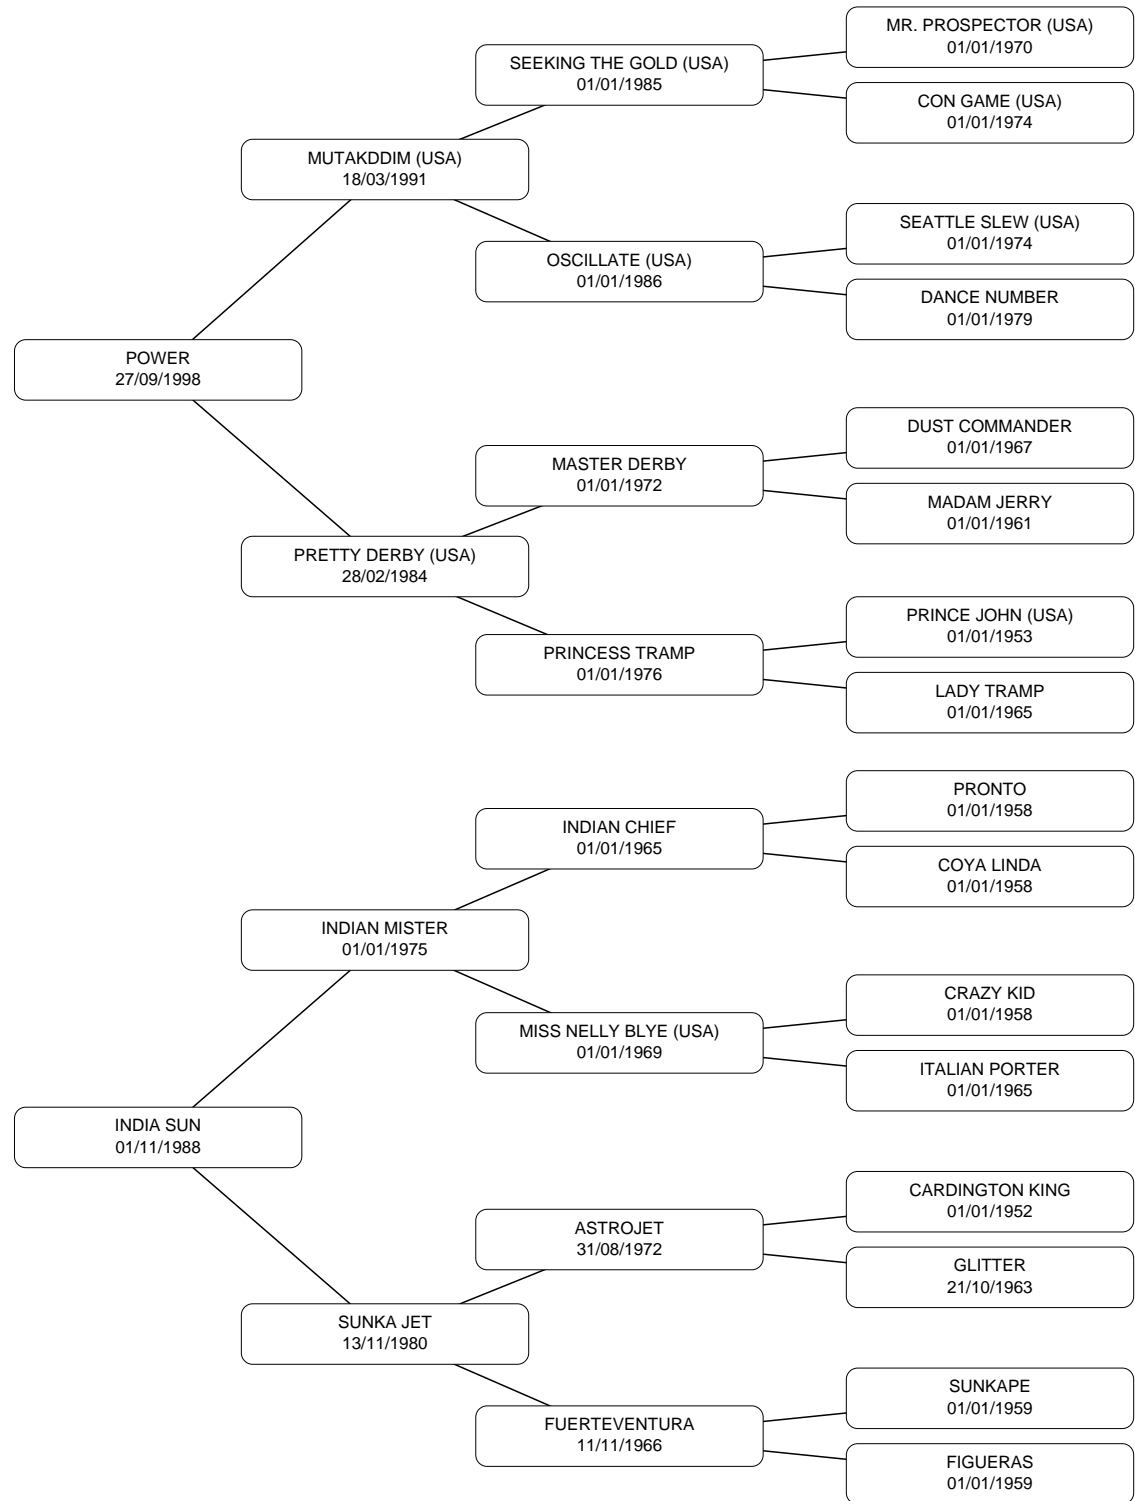 MR. PROSPECTOR (USA)
01/01/1970
SEEKING THE GOLD (USA)
01/01/1985
CON GAME (USA)
01/01/1974
MUTAKDDIM (USA)
18/03/1991
SEATTLE SLEW (USA)
01/01/1974
OSCILLATE (USA)
01/01/1986
DANCE NUMBER
01/01/1979
POWER
27/09/1998
DUST COMMANDER
01/01/1967
MASTER DERBY
01/01/1972
MADAM JERRY
01/01/1961
PRETTY DERBY (USA)
28/02/1984
PRINCE JOHN (USA)
01/01/1953
PRINCESS TRAMP
01/01/1976
LADY TRAMP
01/01/1965
PRONTO
01/01/1958
INDIAN CHIEF
01/01/1965
COYA LINDA
01/01/1958
INDIAN MISTER
01/01/1975
CRAZY KID
01/01/1958
MISS NELLY BLYE (USA)
01/01/1969
ITALIAN PORTER
01/01/1965
INDIA SUN
01/11/1988
CARDINGTON KING
01/01/1952
ASTROJET
31/08/1972
GLITTER
21/10/1963
SUNKA JET
13/11/1980
SUNKAPE
01/01/1959
FUERTEVENTURA
11/11/1966
FIGUERAS
01/01/1959